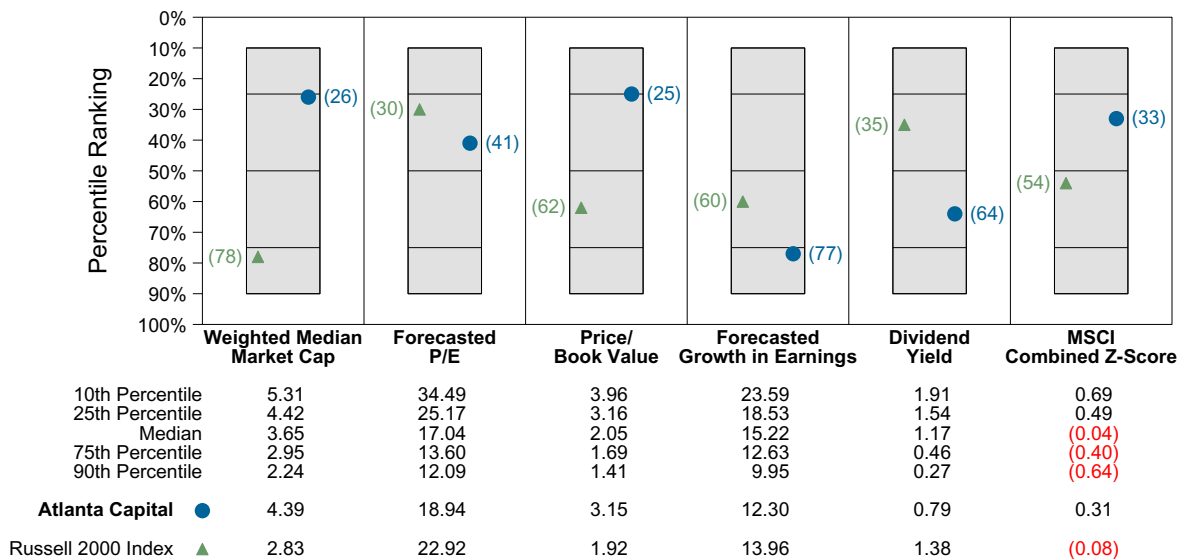 Percentile Ranking
0%
10%
20%
30%
40%
50%
60%
70%
80%
90%
100%
(78) (26)
(30) (41)
(62) (25)
(60) (77)
(35) (64)
(54) (33)
Weighted Median Market Cap
Forecasted P/E
Price/ Book Value
Forecasted Growth in Earnings
Dividend Yield
MSCI Combined Z-Score
10th Percentile 5.31 34.49 3.96 23.59 1.91 0.69
25th Percentile 4.42 25.17 3.16 18.53 1.54 0.49
Median 3.65 17.04 2.05 15.22 1.17 (0.04)
75th Percentile 2.95 13.60 1.69 12.63 0.46 (0.40)
90th Percentile 2.24 12.09 1.41 9.95 0.27 (0.64)
Atlanta Capital 4.39 18.94 3.15 12.30 0.79 0.31
Russell 2000 Index 2.83 22.92 1.92 13.96 1.38 (0.08)